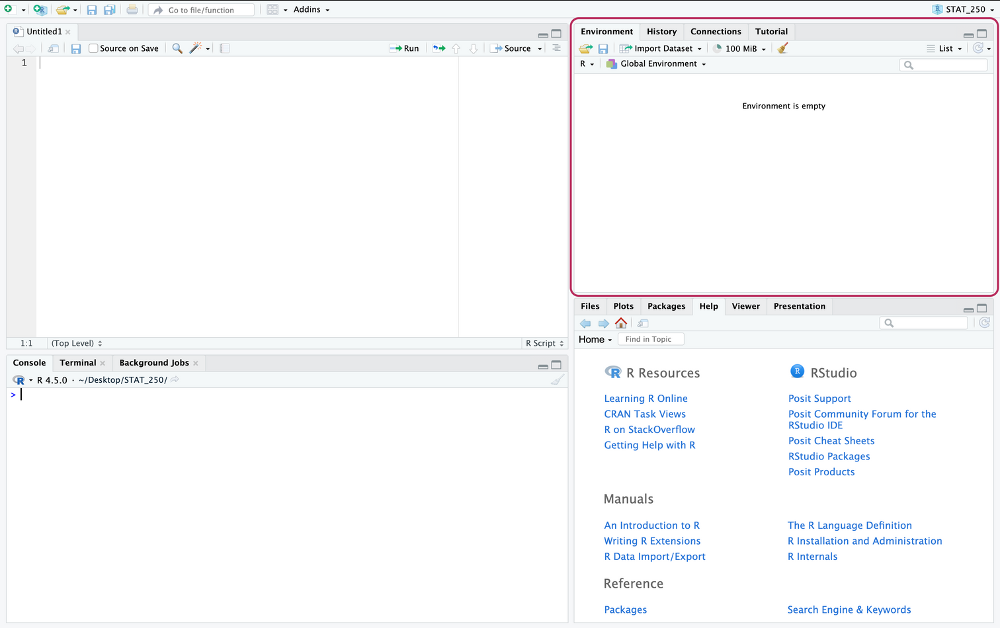 Go to file/function Addins STAT_250
Untitled1
Source on Save Run Source
1
1:1 (Top Level) R Script
Console Terminal Background Jobs
R 4.5.0 · ~/Desktop/STAT_250/
>
Environment History Connections Tutorial
Import Dataset 100 MiB List
R Global Environment
Environment is empty
Files Plots Packages Help Viewer Presentation
Home Find in Topic
R Resources
Learning R Online
CRAN Task Views
R on StackOverflow
Getting Help with R
RStudio
Posit Support
Posit Community Forum for the
RStudio IDE
Posit Cheat Sheets
RStudio Packages
Posit Products
Manuals
An Introduction to R The R Language Definition
Writing R Extensions R Installation and Administration
R Data Import/Export R Internals
Reference
Packages Search Engine & Keywords